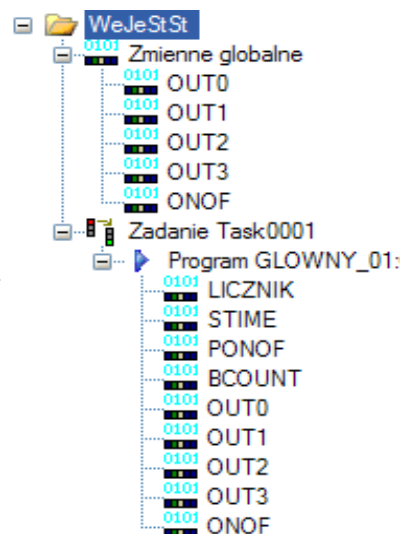 WeJeStSt
0101 Zmienne globalne
0101 OUT0
0101 OUT1
0101 OUT2
0101 OUT3
0101 ONOF
Zadanie Task0001
Program GLOWNY_01:
0101 LICZNIK
0101 STIME
0101 PONOF
0101 BCOUNT
0101 OUT0
0101 OUT1
0101 OUT2
0101 OUT3
0101 ONOF